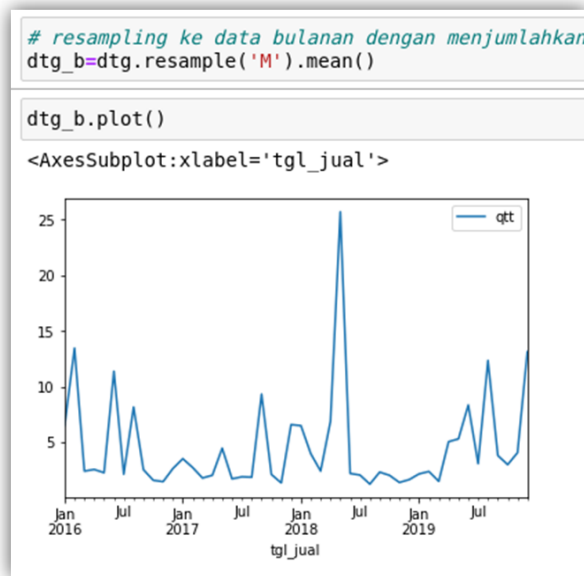 # resampling ke data bulanan dengan menjumlahkan
dtg_b=dtg.resample('M').mean()
dtg_b.plot()
<AxesSubplot:xlabel='tgl_jual'>
qtt
25
20
15
10
5
Jan Jul Jan Jul Jan Jul Jan Jul
2016 2017 2018 2019
tgl_jual